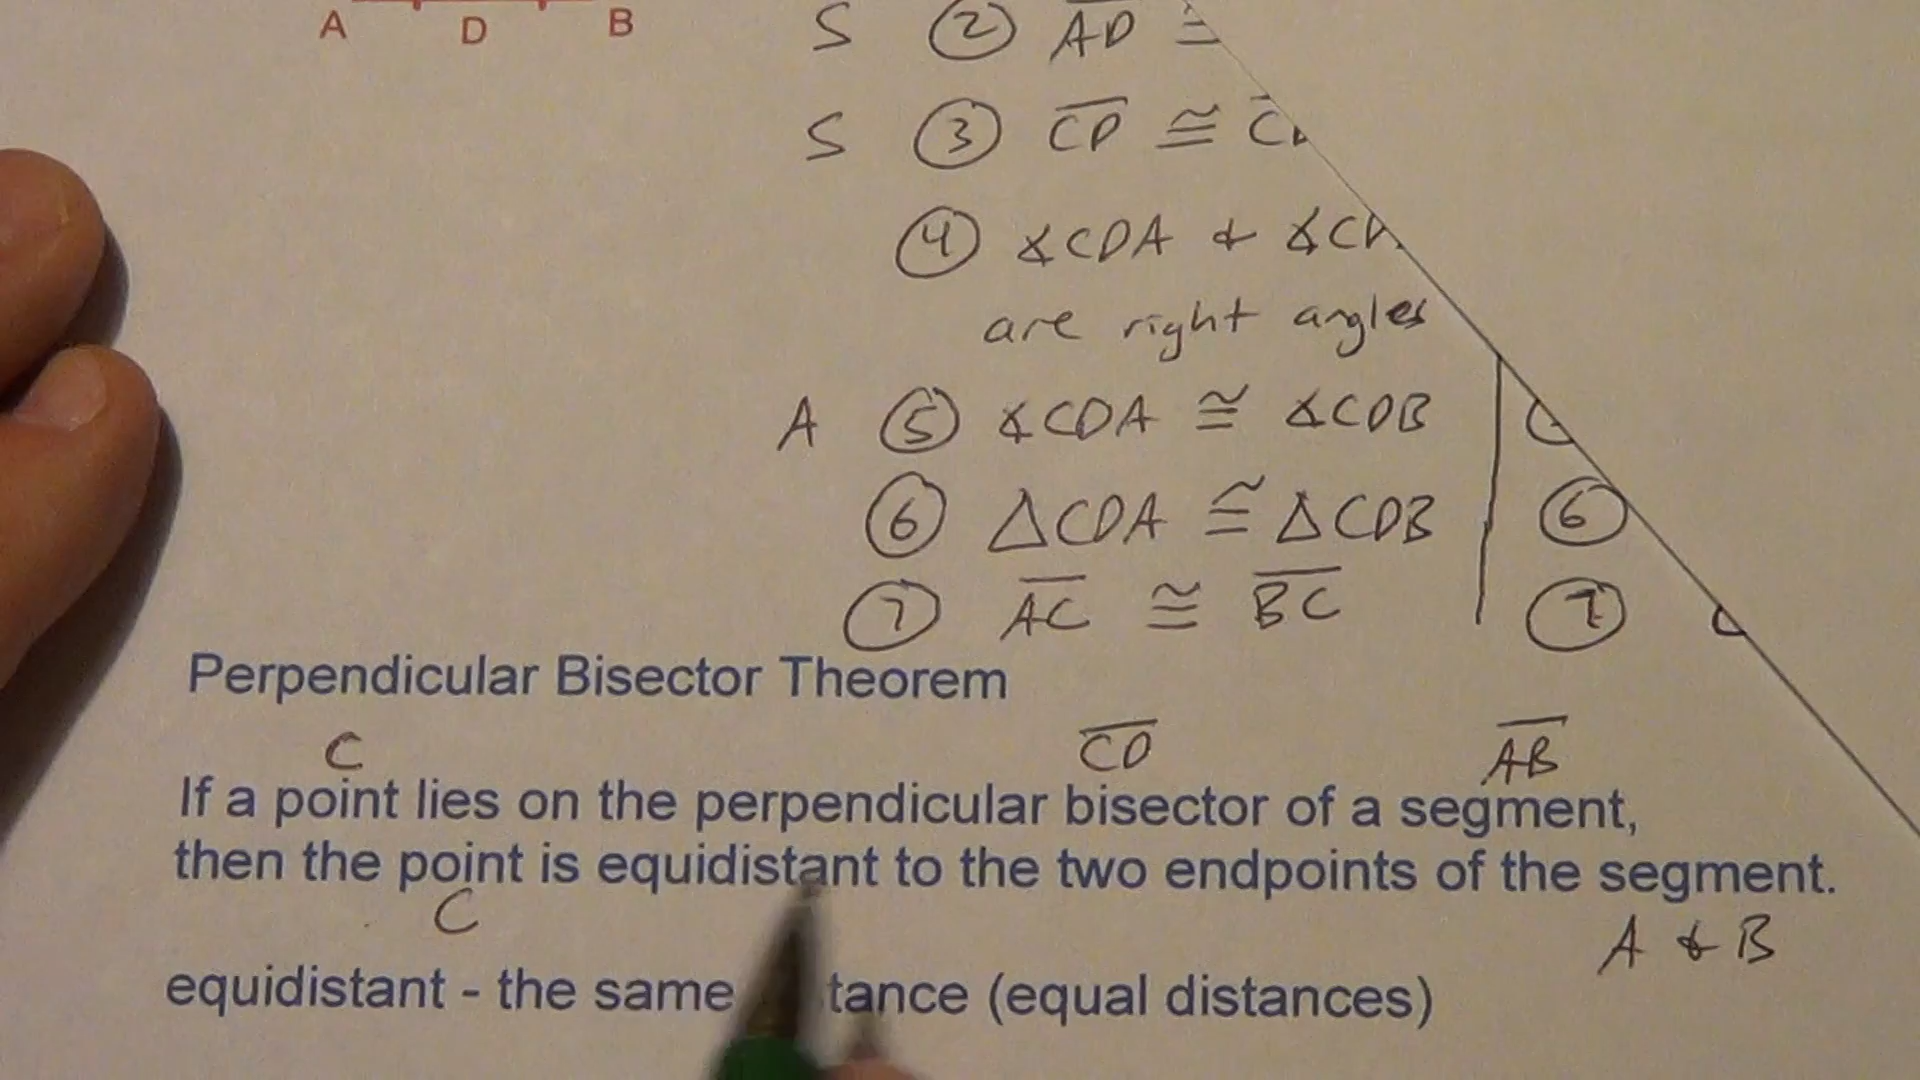 A D B
S ② AD ≅
S ③ CD ≅
④ ∡CDA &
are right angles
A ⑤ ∡CDA ≅ ∡CDB
⑥ △CDA ≅ △CDB ⑥
⑦ AC ≅ BC ⑦
Perpendicular Bisector Theorem
C CD AB
If a point lies on the perpendicular bisector of a segment,
then the point is equidistant to the two endpoints of the segment.
C A & B
equidistant - the same tance (equal distances)